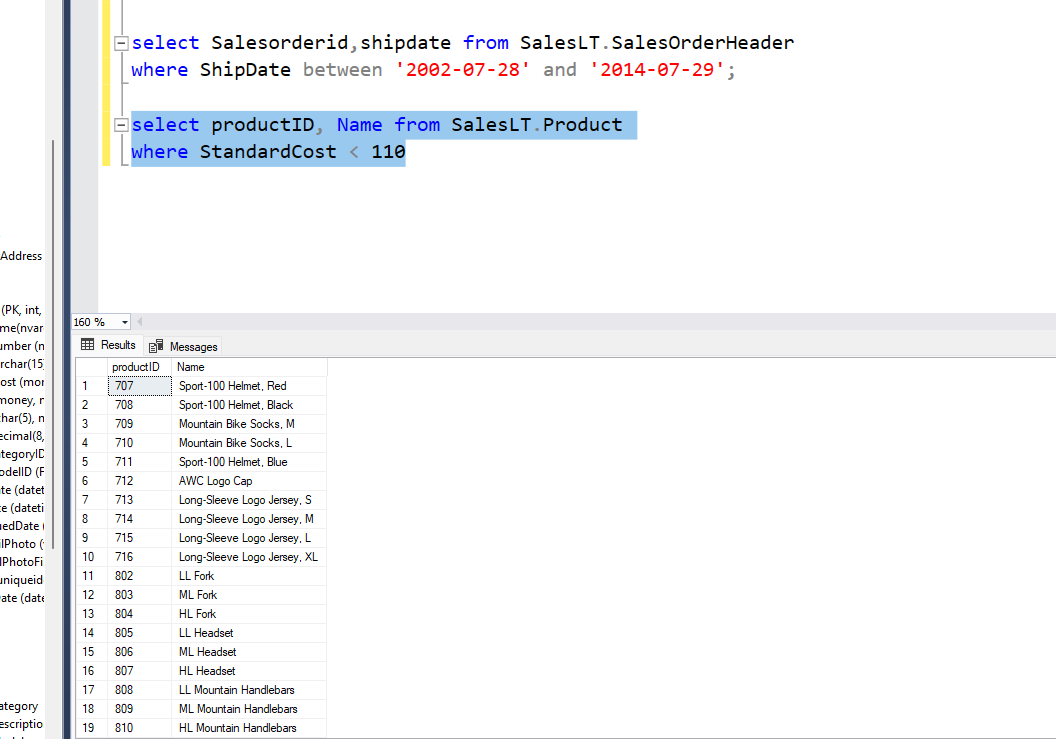 select Salesorderid,shipdate from SalesLT.SalesOrderHeader
where ShipDate between '2002-07-28' and '2014-07-29';
select productID, Name from SalesLT.Product
where StandardCost < 110
Address
(PK, int,
me(nvar
umber (n
rchar(15)
ost (mon
money, n
har(5), n
ecimal(8,
ategoryID
odelID (F
te (datet
te (dateti
uedDate (
ilPhoto (
lPhotoFi
uniqueid
ate (date
ategory
escriptio
160 %
Results Messages
productID Name
1 707 Sport-100 Helmet, Red
2 708 Sport-100 Helmet, Black
3 709 Mountain Bike Socks, M
4 710 Mountain Bike Socks, L
5 711 Sport-100 Helmet, Blue
6 712 AWC Logo Cap
7 713 Long-Sleeve Logo Jersey, S
8 714 Long-Sleeve Logo Jersey, M
9 715 Long-Sleeve Logo Jersey, L
10 716 Long-Sleeve Logo Jersey, XL
11 802 LL Fork
12 803 ML Fork
13 804 HL Fork
14 805 LL Headset
15 806 ML Headset
16 807 HL Headset
17 808 LL Mountain Handlebars
18 809 ML Mountain Handlebars
19 810 HL Mountain Handlebars